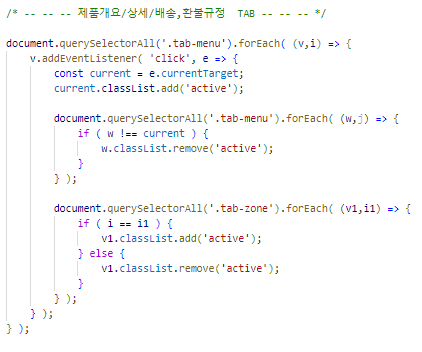 /* -- -- -- 제품개요/상세/배송,환불규정  TAB -- -- -- */
document.querySelectorAll('.tab-menu').forEach( (v,i) => {
v.addEventListener( 'click', e => {
const current = e.currentTarget;
current.classList.add('active');
document.querySelectorAll('.tab-menu').forEach( (w,j) => {
if ( w !== current ) {
w.classList.remove('active');
}
} );
document.querySelectorAll('.tab-zone').forEach( (v1,i1) => {
if ( i == i1 ) {
v1.classList.add('active');
} else {
v1.classList.remove('active');
}
} );
} );
} );